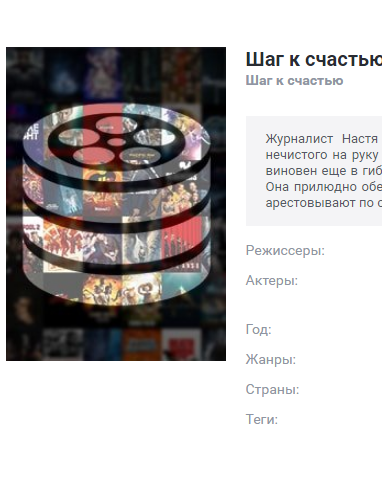 Шаг к счастью
Шаг к счастью
Журналист Настя
нечистого на руку
виновен еще в гиб
Она прилюдно обе
арестовывают по с
Режиссеры:
Актеры:
Год:
Жанры:
Страны:
Теги: